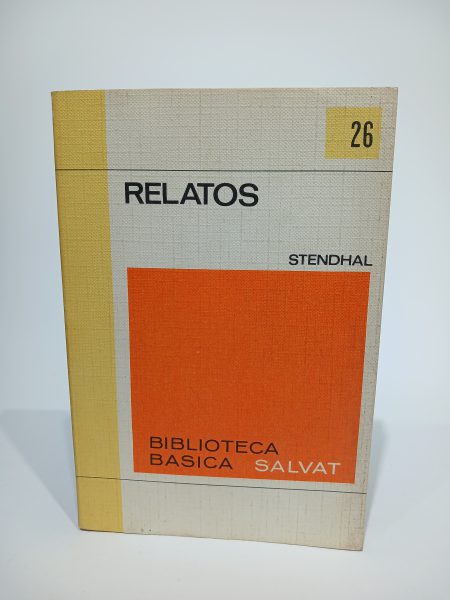 26
RELATOS
STENDHAL
BIBLIOTECA
BASICA SALVAT